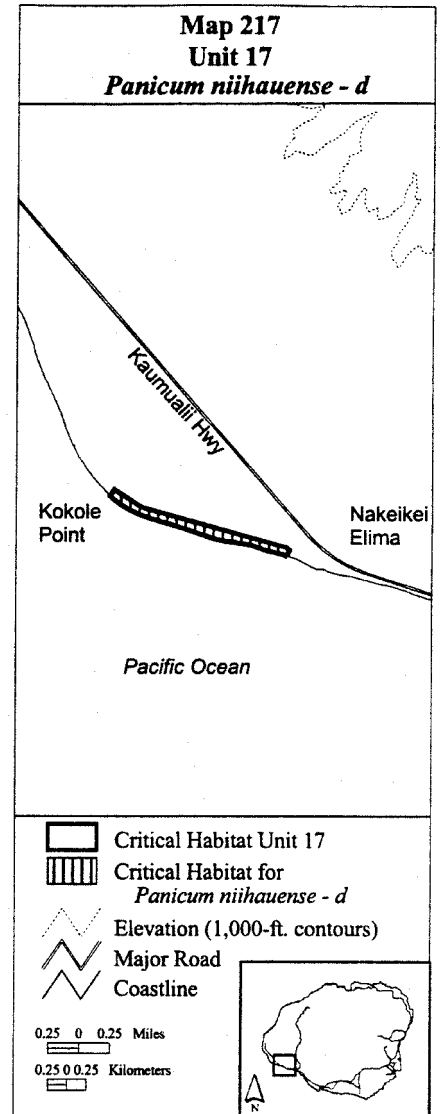 Map 217
Unit 17
Panicum niihauense - d
Kaumualii Hwy
Kokole
Point
Nakeikei
Elima
Pacific Ocean
Critical Habitat Unit 17
Critical Habitat for
Panicum niihauense - d
Elevation (1,000-ft. contours)
Major Road
Coastline
0.25 0 0.25 Miles
0.25 0 0.25 Kilometers
N